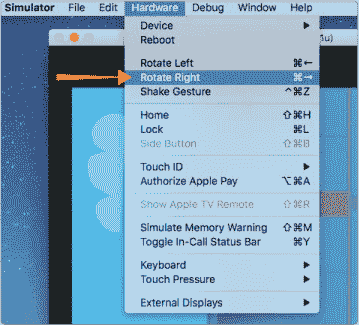 Simulator File Edit Hardware Debug Window Help
Device ▶
Reboot
Rotate Left ⌘←
Rotate Right ⌘→
Shake Gesture ^⌘Z
Home ⇧⌘H
Lock ⌘L
Side Button ⇧⌘B
Touch ID ▶
Authorize Apple Pay ⌥⌘A
Show Apple TV Remote ⇧⌘R
Simulate Memory Warning ⇧⌘M
Toggle In-Call Status Bar ⌘Y
Keyboard ▶
Touch Pressure ▶
External Displays ▶